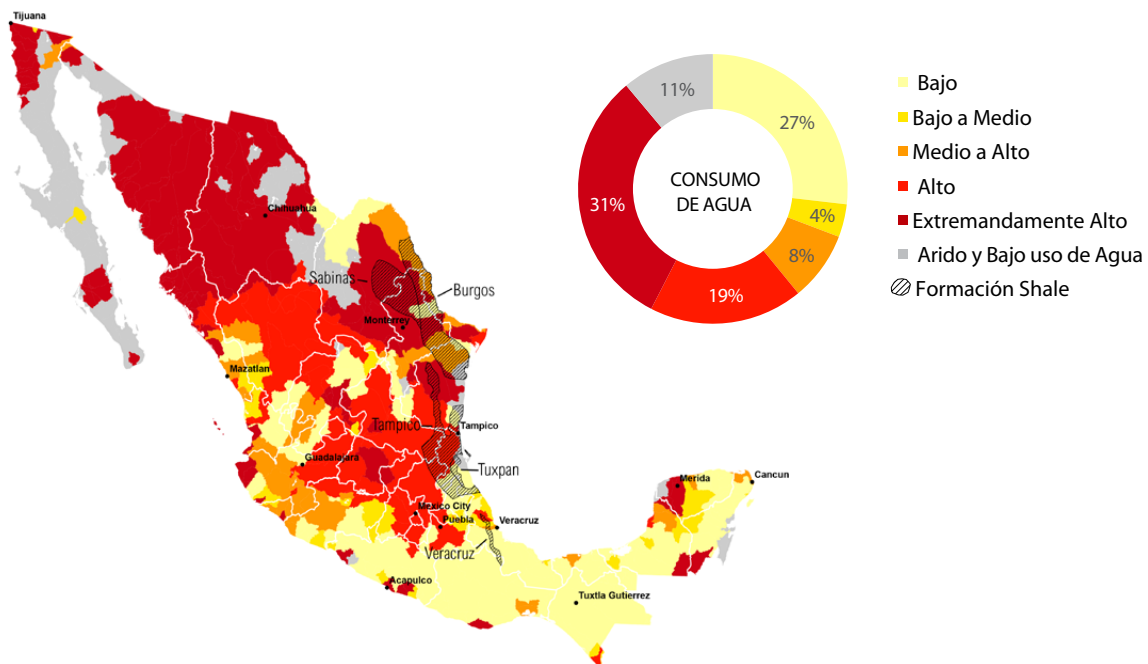 Tijuana
Chihuahua
Sabinas
Burgos
Monterrey
Mazatlan
Tampico
Tampico
Tuxpan
Guadalajara
Mexico City
Puebla
Veracruz
Veracruz
Acapulco
Tuxtla Gutierrez
Merida
Cancun
11%
27%
4%
8%
19%
31%
CONSUMO
DE AGUA
Bajo
Bajo a Medio
Medio a Alto
Alto
Extremandamente Alto
Arido y Bajo uso de Agua
Formación Shale